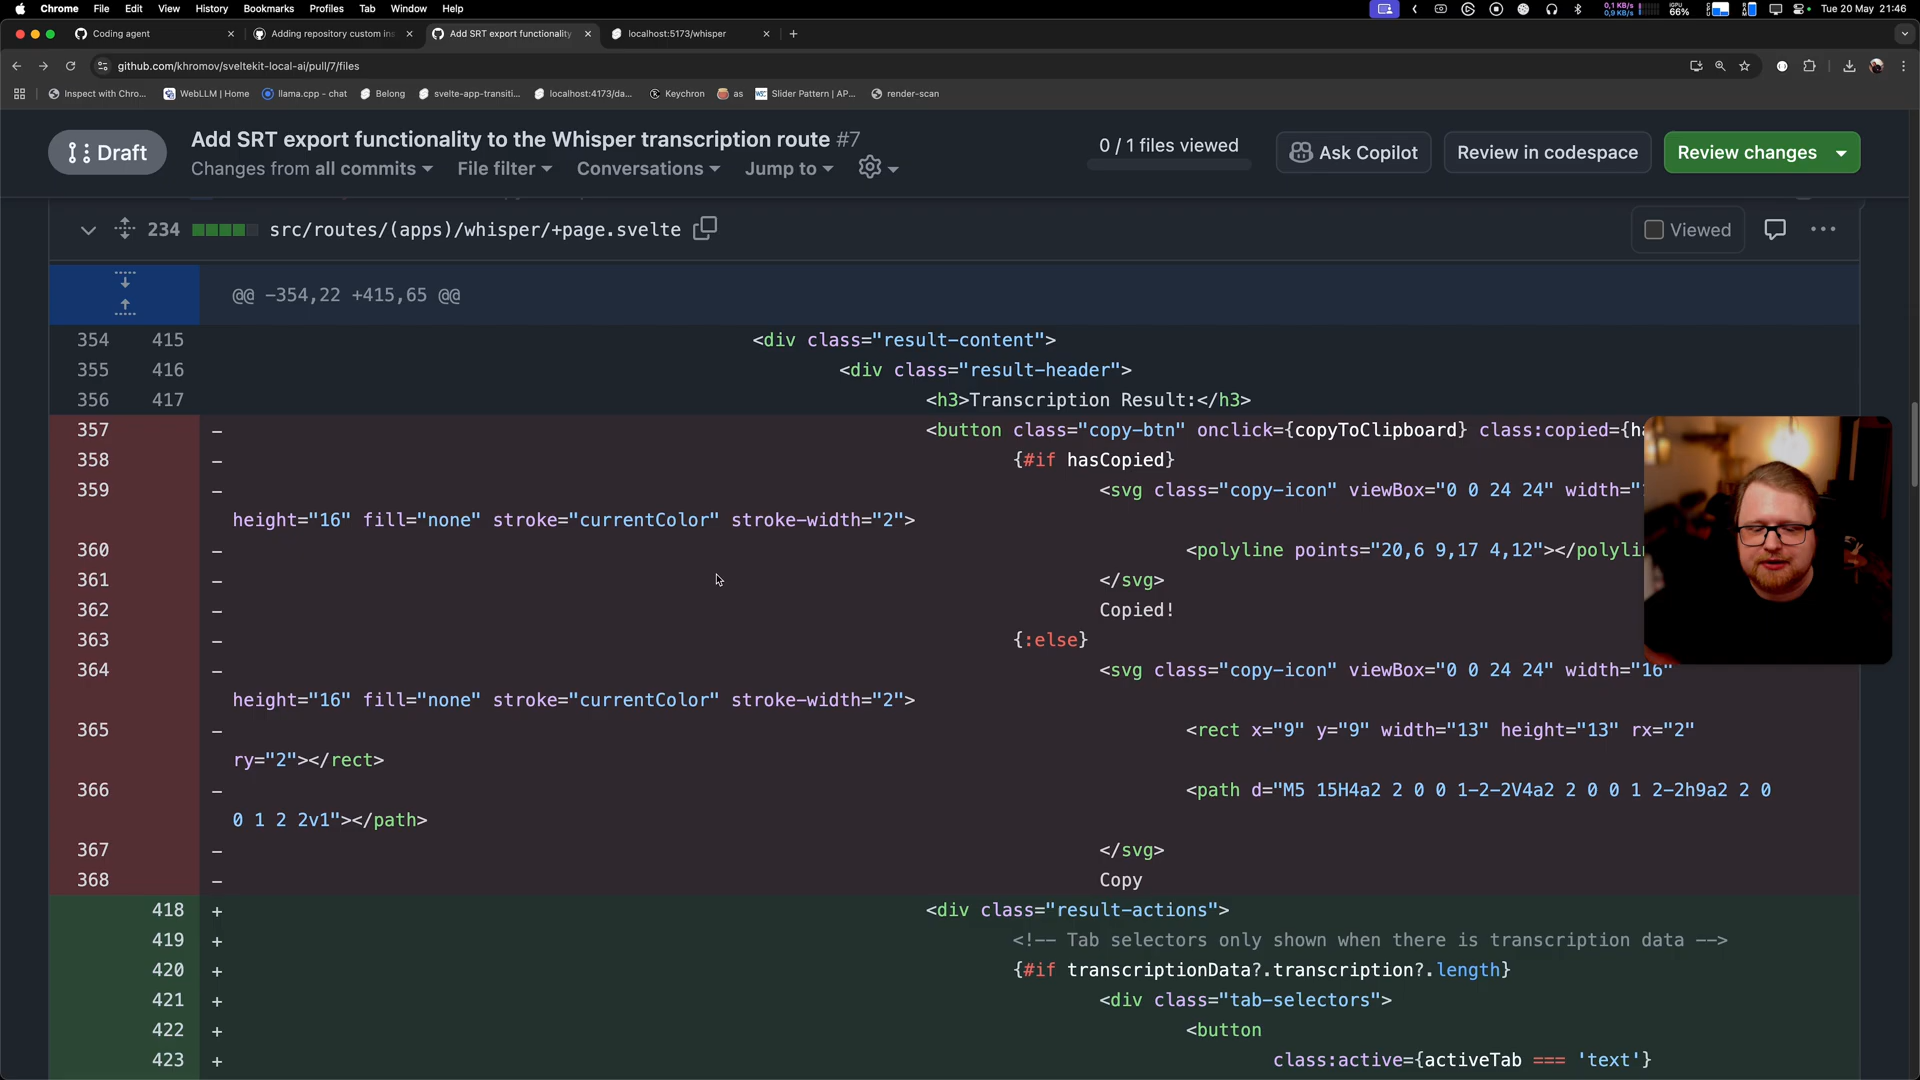 Chrome File Edit View History Bookmarks Profiles Tab Window Help
0,1 KB/s
0,9 KB/s
66%
Tue 20 May 21:46
Coding agent
Adding repository custom ins
Add SRT export functionality
localhost:5173/whisper
github.com/khromov/sveltekit-local-ai/pull/7/files
Inspect with Chro...
WebLLM | Home
llama.cpp - chat
Belong
svelte-app-transiti...
localhost:4173/da...
Keychron
as
Slider Pattern | AP...
render-scan
Draft
Add SRT export functionality to the Whisper transcription route #7
Changes from all commits
File filter
Conversations
Jump to
0 / 1 files viewed
Ask Copilot
Review in codespace
Review changes
234 src/routes/(apps)/whisper/+page.svelte
Viewed
@@ -354,22 +415,65 @@
354 415 <div class="result-content">
355 416 <div class="result-header">
356 417 <h3>Transcription Result:</h3>
357 - <button class="copy-btn" onclick={copyToClipboard} class:copied={ha
358 - {#if hasCopied}
359 - <svg class="copy-icon" viewBox="0 0 24 24" width="
height="16" fill="none" stroke="currentColor" stroke-width="2">
360 - <polyline points="20,6 9,17 4,12"></polyli
361 - </svg>
362 - Copied!
363 - {:else}
364 - <svg class="copy-icon" viewBox="0 0 24 24" width="16"
height="16" fill="none" stroke="currentColor" stroke-width="2">
365 - <rect x="9" y="9" width="13" height="13" rx="2"
ry="2"></rect>
366 - <path d="M5 15H4a2 2 0 0 1-2-2V4a2 2 0 0 1 2-2h9a2 2 0
0 1 2 2v1"></path>
367 - </svg>
368 - Copy
418 + <div class="result-actions">
419 + <!-- Tab selectors only shown when there is transcription data -->
420 + {#if transcriptionData?.transcription?.length}
421 + <div class="tab-selectors">
422 + <button
423 + class:active={activeTab === 'text'}